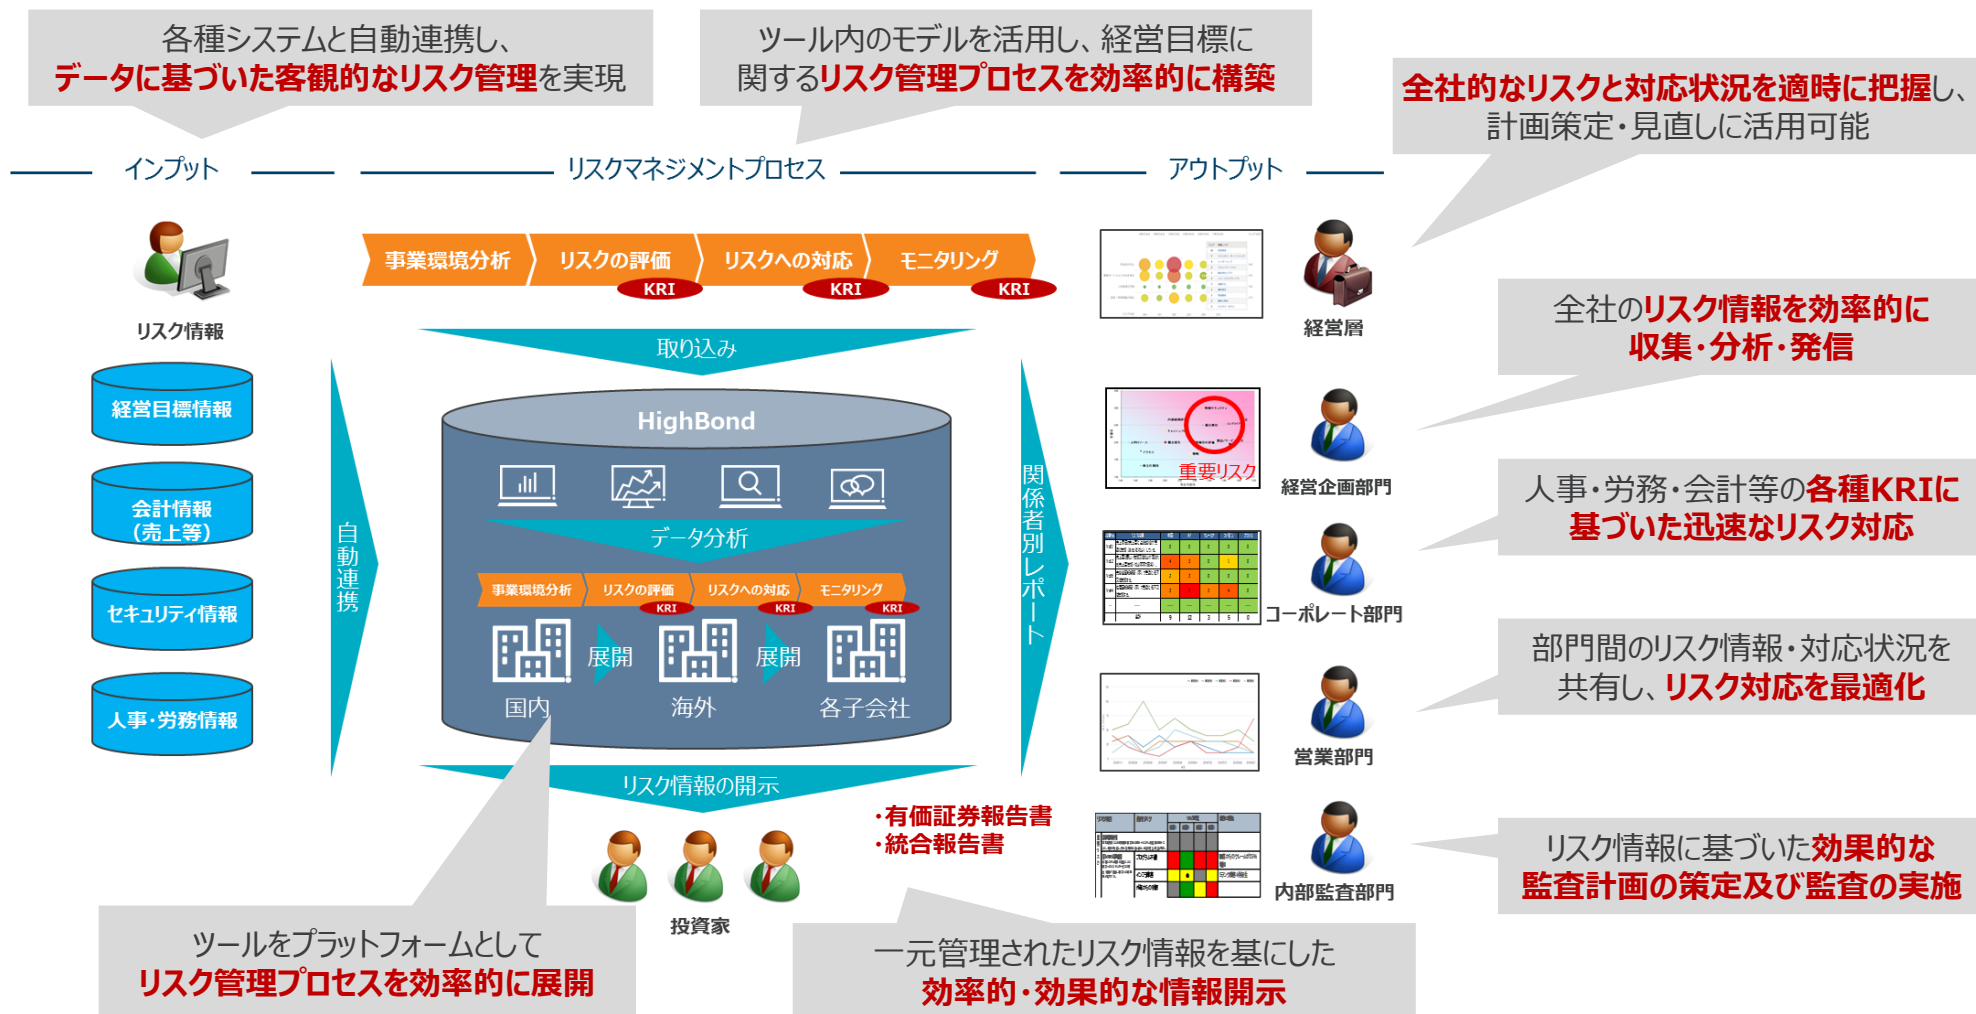 各種システムと自動連携し、
データに基づいた客観的なリスク管理を実現
ツール内のモデルを活用し、経営目標に
関するリスク管理プロセスを効率的に構築
全社的なリスクと対応状況を適時に把握し、
計画策定・見直しに活用可能
インプット
リスクマネジメントプロセス
アウトプット
リスク情報
経営目標情報
会計情報
(売上等)
セキュリティ情報
人事・労務情報
自動連携
事業環境分析
リスクの評価
リスクへの対応
モニタリング
KRI
KRI
KRI
取り込み
HighBond
データ分析
事業環境分析
リスクの評価
リスクへの対応
モニタリング
KRI
KRI
KRI
国内
展開
海外
展開
各子会社
リスク情報の開示
・有価証券報告書
・統合報告書
投資家
関係者別レポート
経営層
重要リスク
経営企画部門
コーポレート部門
営業部門
内部監査部門
全社のリスク情報を効率的に
収集・分析・発信
人事・労務・会計等の各種KRIに
基づいた迅速なリスク対応
部門間のリスク情報・対応状況を
共有し、リスク対応を最適化
リスク情報に基づいた効果的な
監査計画の策定及び監査の実施
ツールをプラットフォームとして
リスク管理プロセスを効率的に展開
一元管理されたリスク情報を基にした
効率的・効果的な情報開示